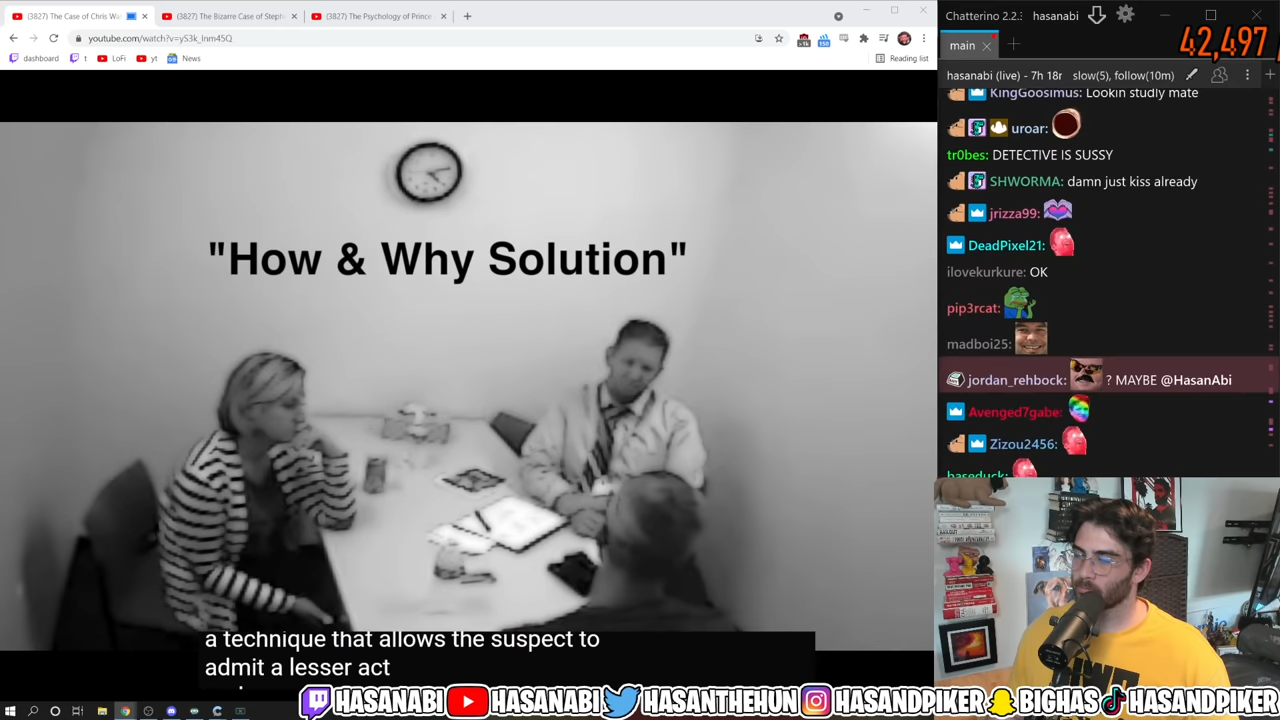 (3827) The Case of Chris Wa
(3827) The Bizarre Case of Steph
(3827) The Psychology of Prince
youtube.com/watch?v=yS3k_lnm45Q
dashboard
1
LoFi
yt
News
Reading list
"How & Why Solution"
a technique that allows the suspect to
admit a lesser act
Chatterino 2.2.
hasanabi
42,497
main
hasanabi (live) - 7h 18
slow(5), follow(10m)
KingGoosimus: Lookin studly mate
uroar:
tr0bes: DETECTIVE IS SUSSY
SHWORMA: damn just kiss already
jrizza99:
DeadPixel21:
ilovekurkure: OK
pip3rcat:
madboi25:
jordan_rehbock: ? MAYBE @HasanAbi
Avenged7gabe:
Zizou2456:
baseduck:
HASANABI HASANABI HASANTHEHUN HASANDPIKER BIGHAS HASANDPIKER